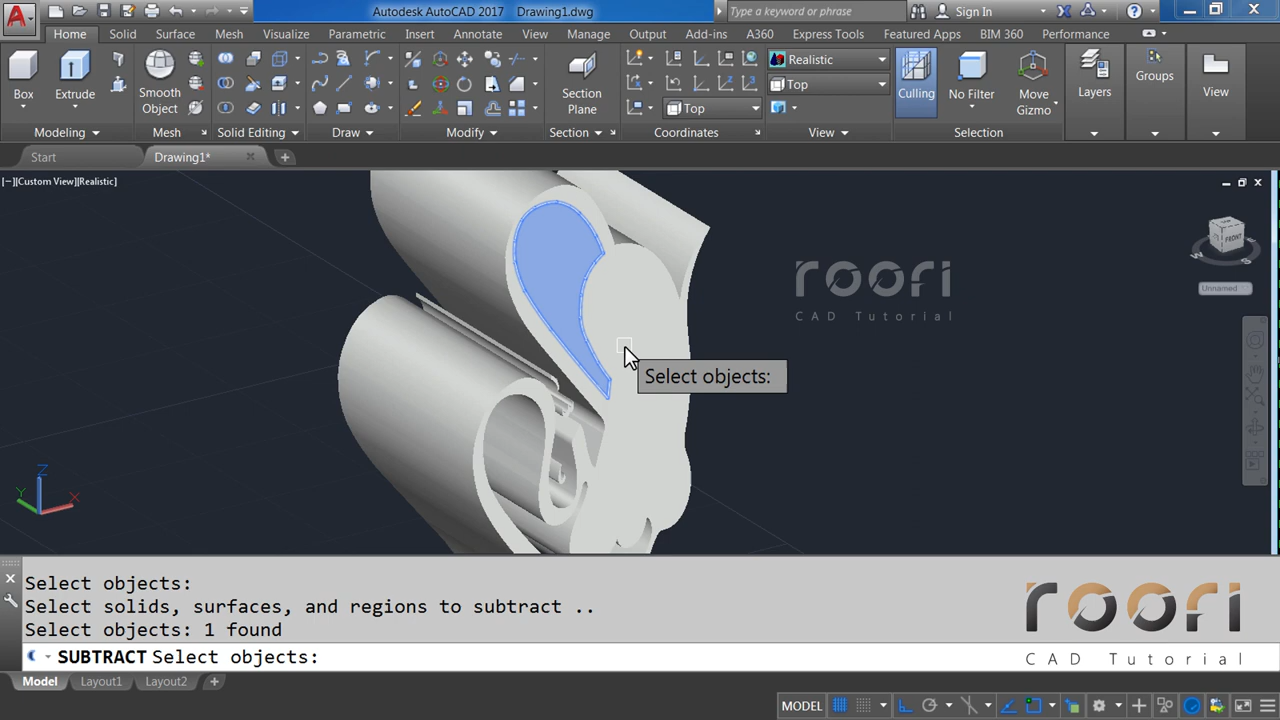 Autodesk AutoCAD 2017 Drawing1.dwg
Type a keyword or phrase
Sign In
Home Solid Surface Mesh Visualize Parametric Insert Annotate View Manage Output Add-ins A360 Express Tools Featured Apps BIM 360 Performance
Box
Extrude
Smooth
Object
Section
Plane
Top
Realistic
Top
Culling
No Filter
Move
Gizmo
Layers
Groups
View
Modeling Mesh Solid Editing Draw Modify Section Coordinates View Selection
Start Drawing1*
[−][Custom View][Realistic]
FRONT
W
S
Unnamed
roori
CAD Tutorial
Select objects:
Z
Y
X
Select objects:
Select solids, surfaces, and regions to subtract ..
Select objects: 1 found
SUBTRACT Select objects:
roori
CAD Tutorial
Model Layout1 Layout2
MODEL